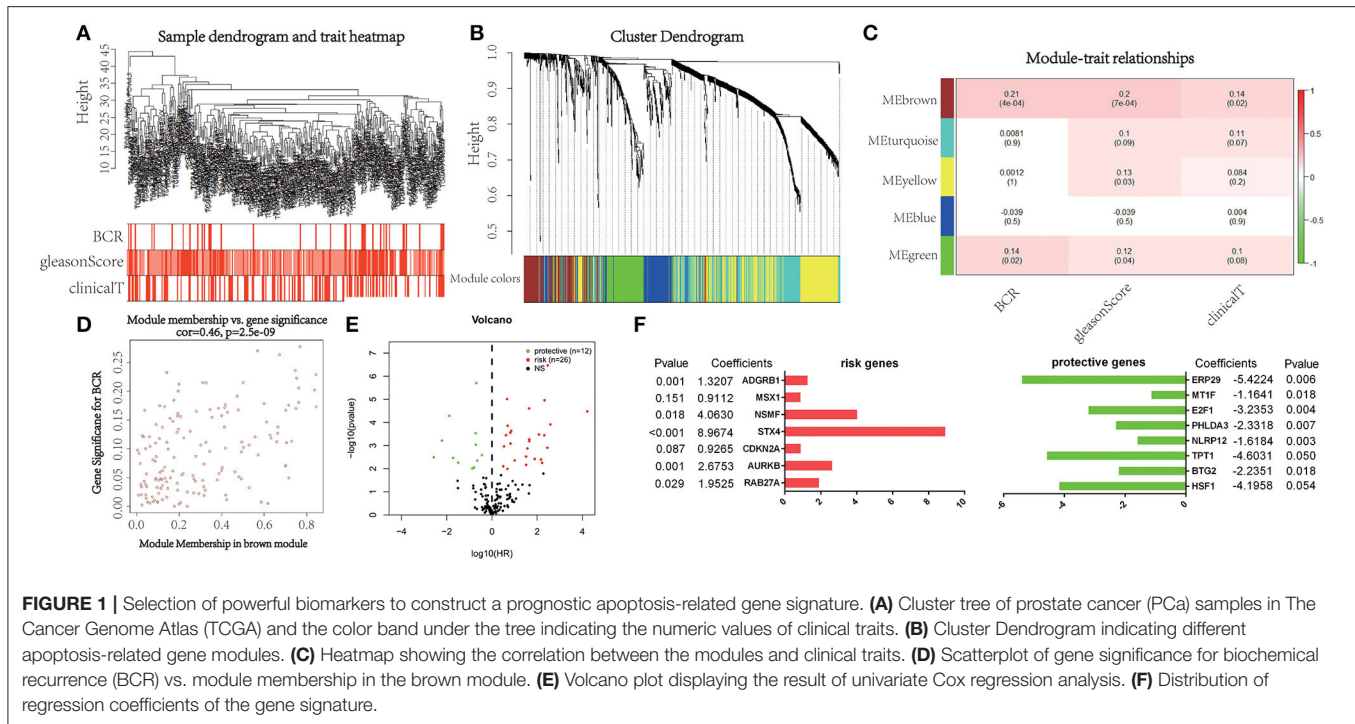 A
Sample dendrogram and trait heatmap
Height
45
40
35
30
25
20
15
10
BCR
gleasonScore
clinicalT
B
Cluster Dendrogram
Height
1.0
0.9
0.8
0.7
0.6
0.5
Module colors
C
Module-trait relationships
MEbrown
0.21 0.2 0.14
(4e-04) (7e-04) (0.02)
MEturquoise
0.0081 0.1 0.11
(0.9) (0.09) (0.07)
MEyellow
0.0012 0.13 0.084
(1) (0.03) (0.2)
MEblue
-0.039 -0.039 0.004
(0.5) (0.5) (0.9)
MEgreen
0.14 0.12 0.1
(0.02) (0.04) (0.08)
BCR gleasonScore clinicalT
1
0.5
0
-0.5
-1
D
Module membership vs. gene significance
cor=0.46, p=2.5e-09
Gene Significane for BCR
0.25
0.20
0.15
0.10
0.05
0.00
0.0 0.2 0.4 0.6 0.8
Module Membership in brown module
E
Volcano
protective (n=12)
risk (n=26)
NS
-log10(pvalue)
7
6
5
4
3
2
1
0
-4 -2 0 2 4
log10(HR)
F
Pvalue Coefficients risk genes
0.001 1.3207 ADGRB1
0.151 0.9112 MSX1
0.018 4.0630 NSMF
<0.001 8.9674 STX4
0.087 0.9265 CDKN2A
0.001 2.6753 AURKB
0.029 1.9525 RAB27A
0 2 4 6 8 10
protective genes Coefficients Pvalue
ERP29 -5.4224 0.006
MT1F -1.1641 0.018
E2F1 -3.2353 0.004
PHLDA3 -2.3318 0.007
NLRP12 -1.6184 0.003
TPT1 -4.6031 0.050
BTG2 -2.2351 0.018
HSF1 -4.1958 0.054
-6 -4 -2 0
FIGURE 1 | Selection of powerful biomarkers to construct a prognostic apoptosis-related gene signature. (A) Cluster tree of prostate cancer (PCa) samples in The
Cancer Genome Atlas (TCGA) and the color band under the tree indicating the numeric values of clinical traits. (B) Cluster Dendrogram indicating different
apoptosis-related gene modules. (C) Heatmap showing the correlation between the modules and clinical traits. (D) Scatterplot of gene significance for biochemical
recurrence (BCR) vs. module membership in the brown module. (E) Volcano plot displaying the result of univariate Cox regression analysis. (F) Distribution of
regression coefficients of the gene signature.